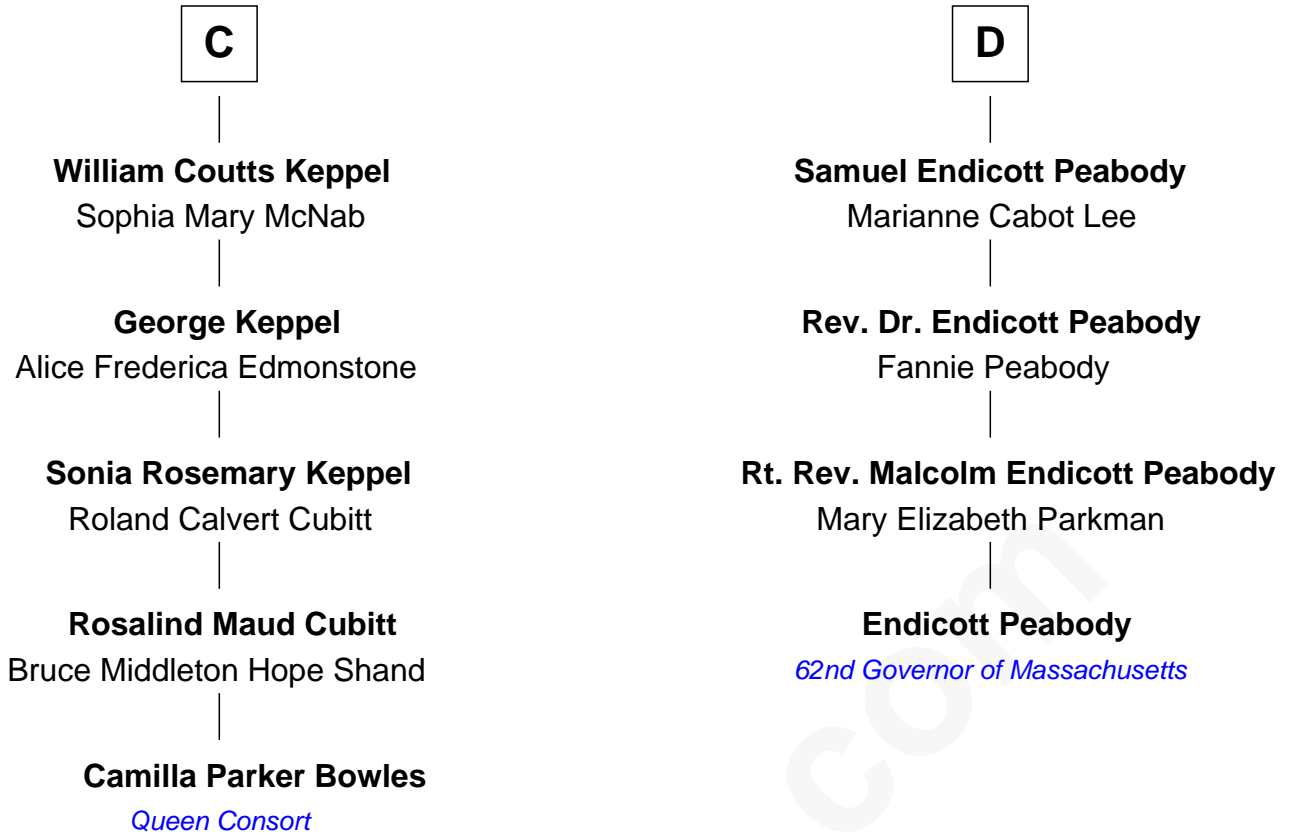 C
William Coutts Keppel
Sophia Mary McNab
George Keppel
Alice Frederica Edmonstone
Sonia Rosemary Keppel
Roland Calvert Cubitt
Rosalind Maud Cubitt
Bruce Middleton Hope Shand
Camilla Parker Bowles
Queen Consort
D
Samuel Endicott Peabody
Marianne Cabot Lee
Rev. Dr. Endicott Peabody
Fannie Peabody
Rt. Rev. Malcolm Endicott Peabody
Mary Elizabeth Parkman
Endicott Peabody
62nd Governor of Massachusetts
com